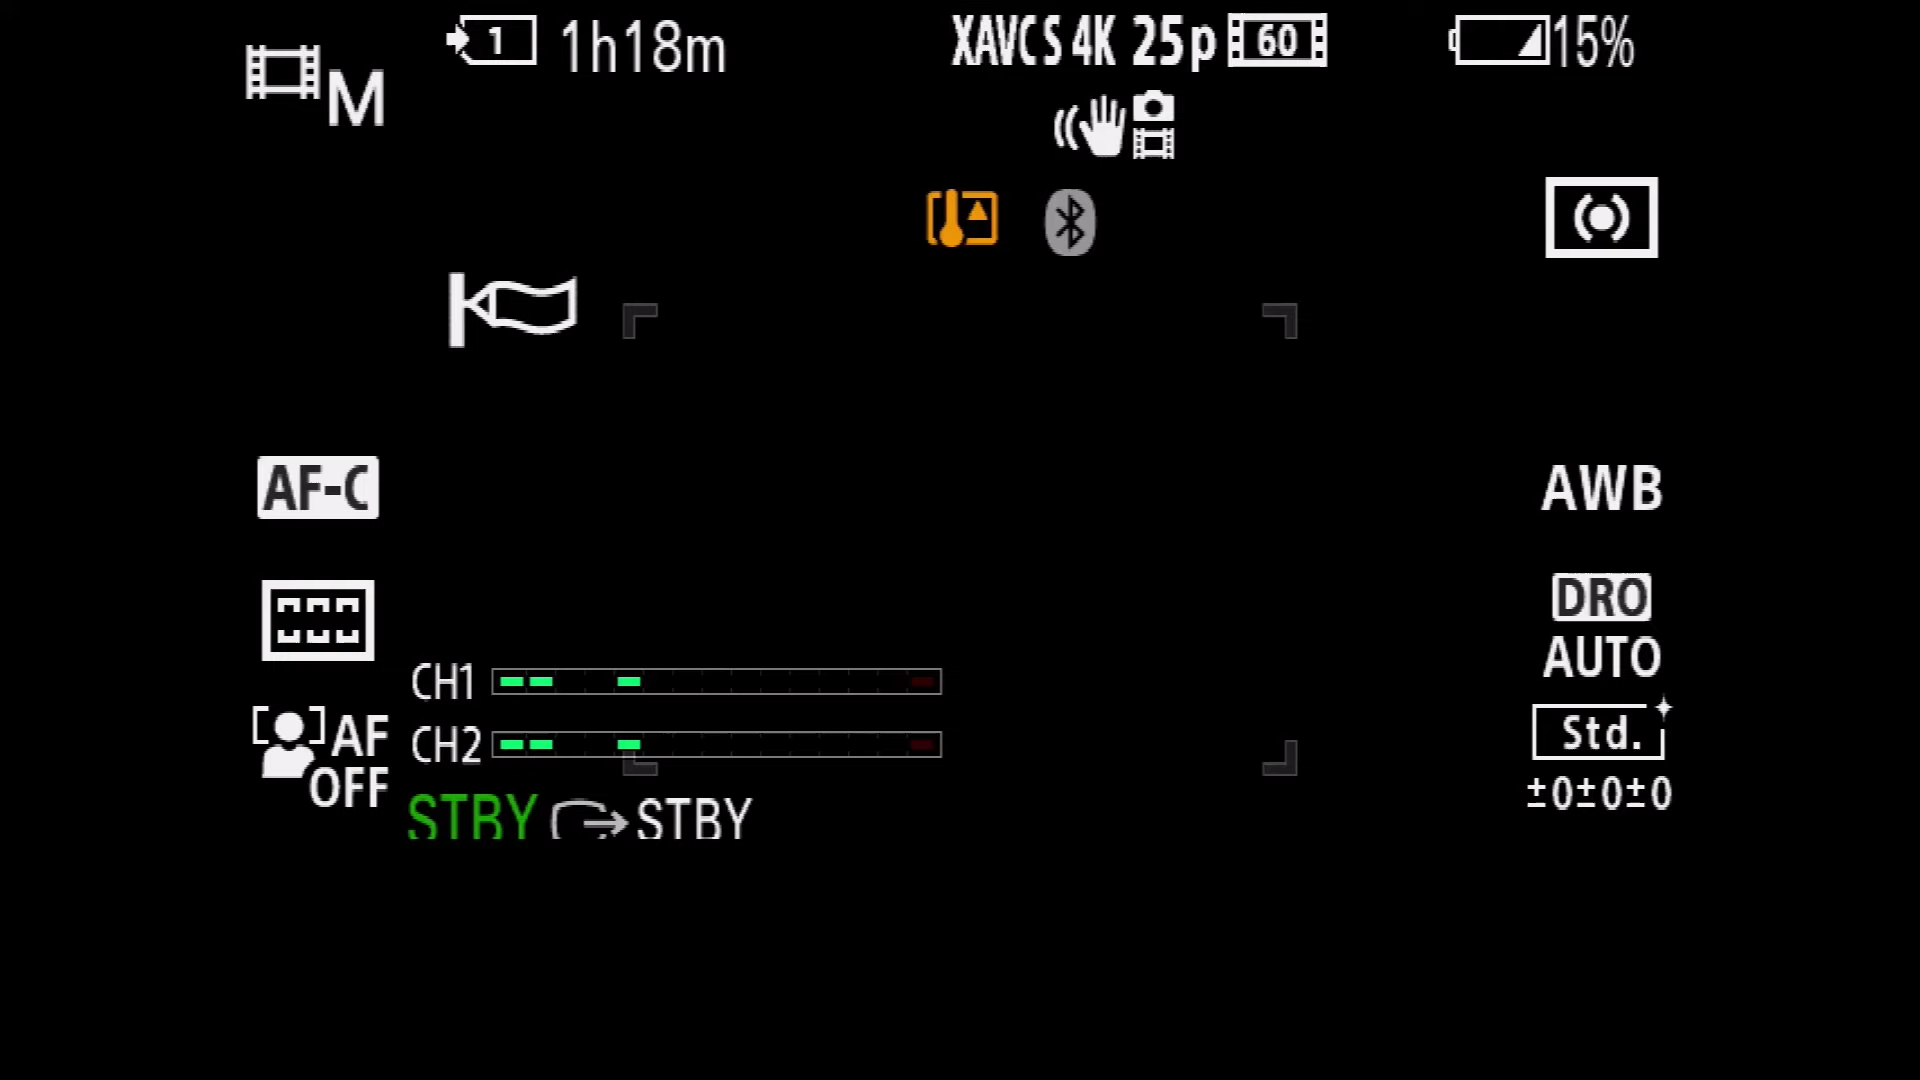 M
1 1h18m
XAVC S 4K 25p 60
15%
AF-C
AWB
DRO
AUTO
CH1
CH2
AF
OFF
Std.
±0±0±0
STBY STBY